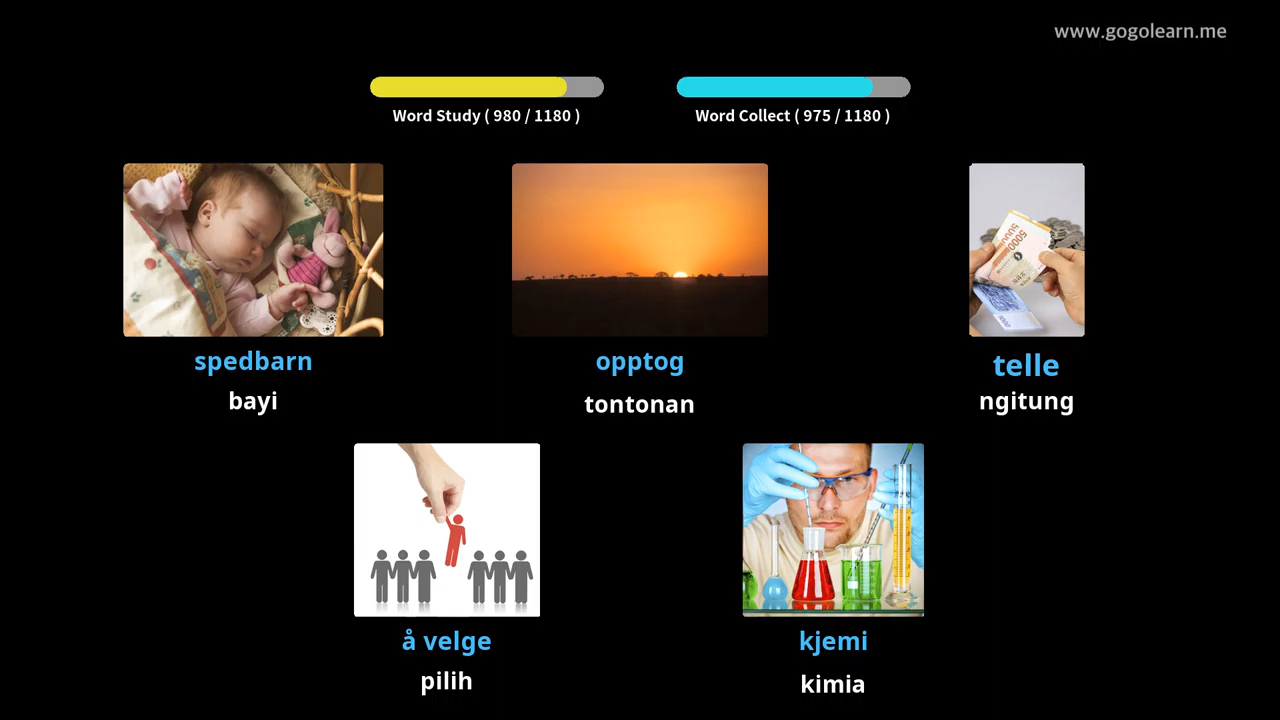 www.gogolearn.me
Word Study ( 980 / 1180 )
Word Collect ( 975 / 1180 )
spedbarn
bayi
opptog
tontonan
telle
ngitung
å velge
pilih
kjemi
kimia